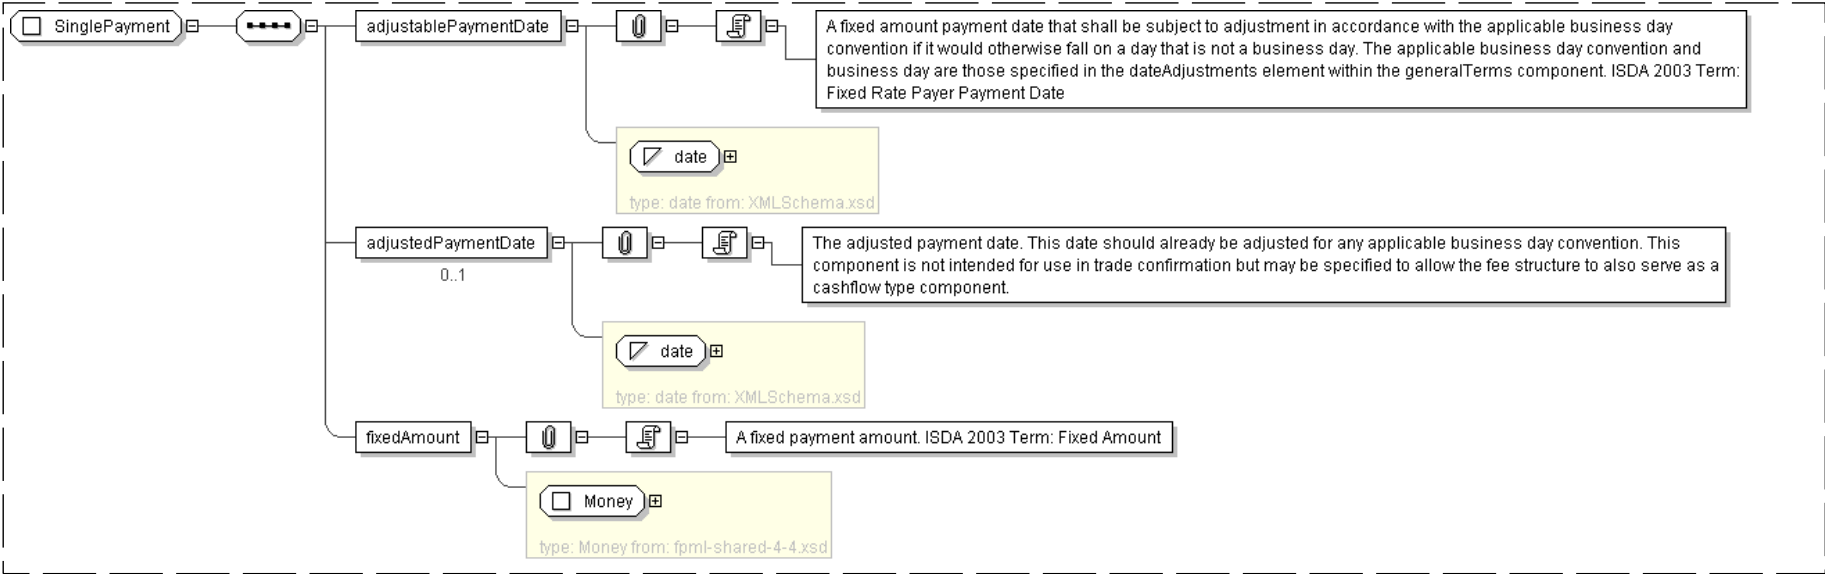 SinglePayment
adjustablePaymentDate
A fixed amount payment date that shall be subject to adjustment in accordance with the applicable business day
convention if it would otherwise fall on a day that is not a business day. The applicable business day convention and
business day are those specified in the dateAdjustments element within the generalTerms component. ISDA 2003 Term:
Fixed Rate Payer Payment Date
date
type: date from: XMLSchema.xsd
adjustedPaymentDate
0..1
The adjusted payment date. This date should already be adjusted for any applicable business day convention. This
component is not intended for use in trade confirmation but may be specified to allow the fee structure to also serve as a
cashflow type component.
date
type: date from: XMLSchema.xsd
fixedAmount
A fixed payment amount. ISDA 2003 Term: Fixed Amount
Money
type: Money from: fpml-shared-4-4.xsd